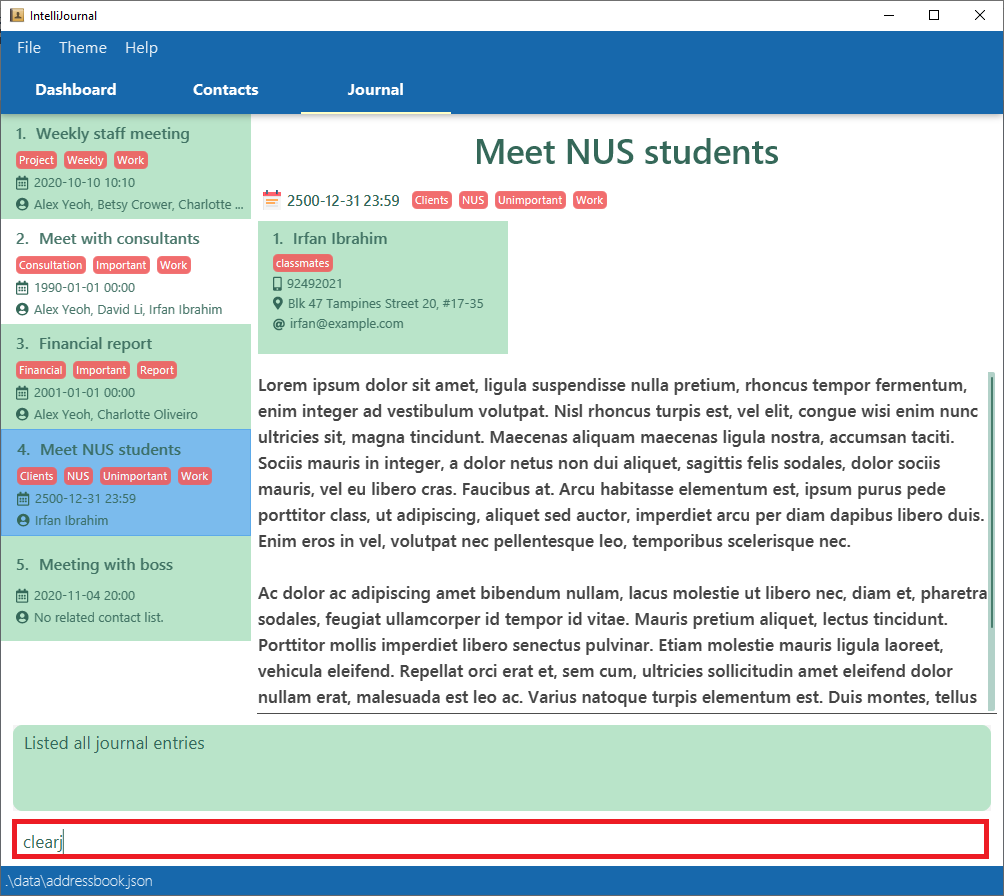 IntelliJournal
File Theme Help
Dashboard Contacts Journal
1. Weekly staff meeting
Project Weekly Work
2020-10-10 10:10
Alex Yeoh, Betsy Crower, Charlotte ...
2. Meet with consultants
Consultation Important Work
1990-01-01 00:00
Alex Yeoh, David Li, Irfan Ibrahim
3. Financial report
Financial Important Report
2001-01-01 00:00
Alex Yeoh, Charlotte Oliveiro
4. Meet NUS students
Clients NUS Unimportant Work
2500-12-31 23:59
Irfan Ibrahim
5. Meeting with boss
2020-11-04 20:00
No related contact list.
Meet NUS students
2500-12-31 23:59 Clients NUS Unimportant Work
1. Irfan Ibrahim
classmates
92492021
Blk 47 Tampines Street 20, #17-35
irfan@example.com
Lorem ipsum dolor sit amet, ligula suspendisse nulla pretium, rhoncus tempor fermentum,
enim integer ad vestibulum volutpat. Nisl rhoncus turpis est, vel elit, congue wisi enim nunc
ultricies sit, magna tincidunt. Maecenas aliquam maecenas ligula nostra, accumsan taciti.
Sociis mauris in integer, a dolor netus non dui aliquet, sagittis felis sodales, dolor sociis
mauris, vel eu libero cras. Faucibus at. Arcu habitasse elementum est, ipsum purus pede
porttitor class, ut adipiscing, aliquet sed auctor, imperdiet arcu per diam dapibus libero duis.
Enim eros in vel, volutpat nec pellentesque leo, temporibus scelerisque nec.
Ac dolor ac adipiscing amet bibendum nullam, lacus molestie ut libero nec, diam et, pharetra
sodales, feugiat ullamcorper id tempor id vitae. Mauris pretium aliquet, lectus tincidunt.
Porttitor mollis imperdiet libero senectus pulvinar. Etiam molestie mauris ligula laoreet,
vehicula eleifend. Repellat orci erat et, sem cum, ultricies sollicitudin amet eleifend dolor
nullam erat, malesuada est leo ac. Varius natoque turpis elementum est. Duis montes, tellus
Listed all journal entries
clearj
.\data\addressbook.json